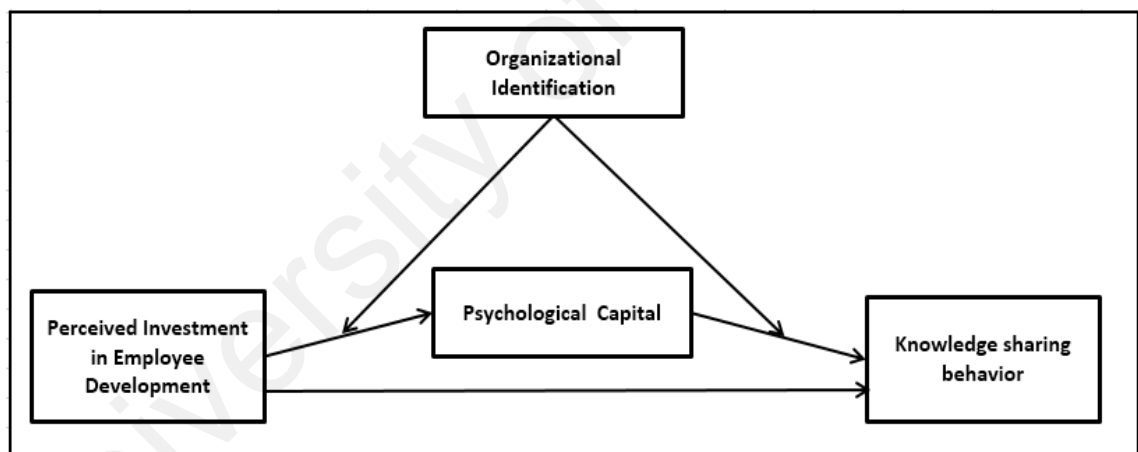 Organizational
Identification
Psychological Capital
Perceived Investment
in Employee
Development
Knowledge sharing
behavior